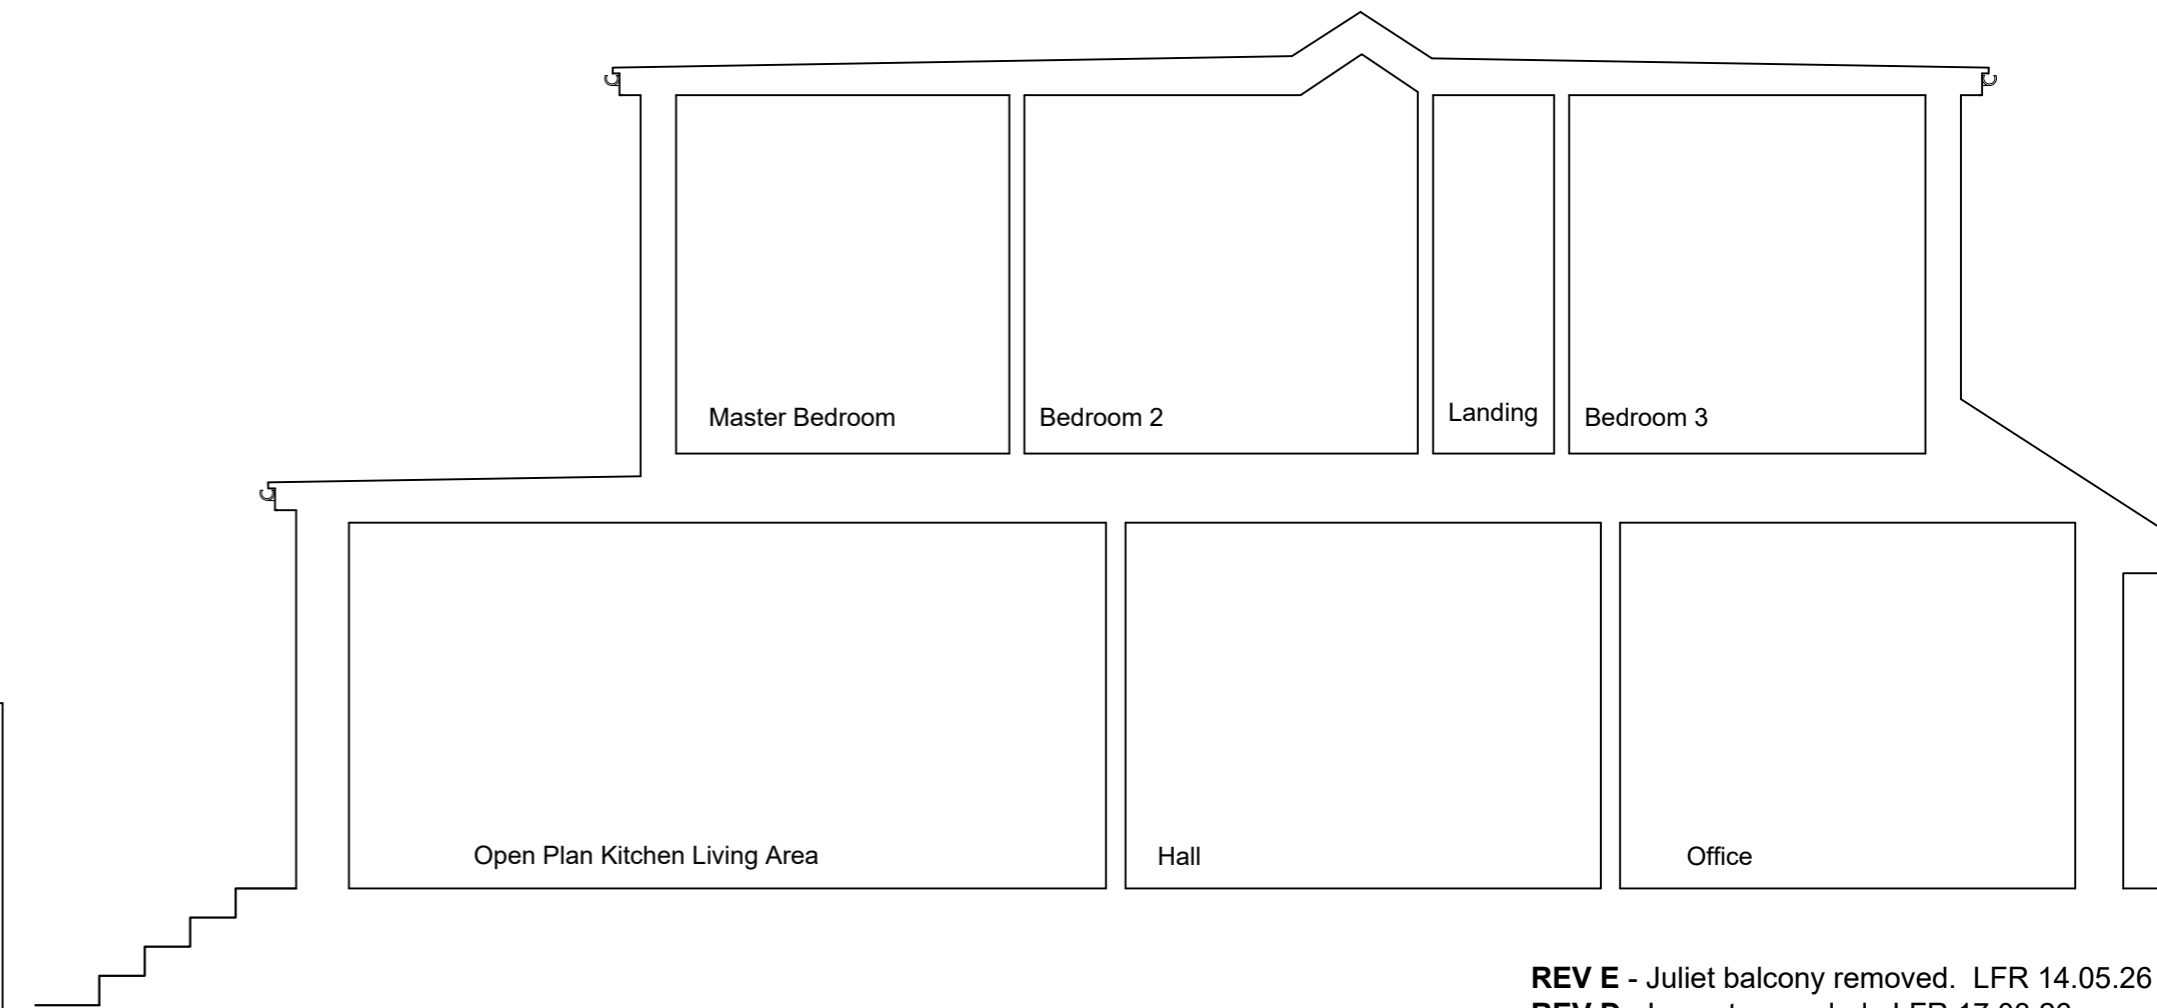 Master Bedroom
Bedroom 2
Landing
Bedroom 3
Open Plan Kitchen Living Area
Hall
Office
REV E - Juliet balcony removed. LFR 14.05.26
REV D